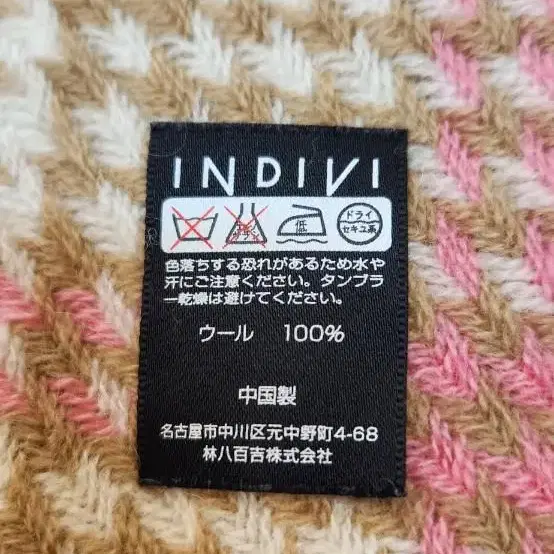 INDIVI
低 ドライ セキユ系
色落ちする恐れがあるため水や
汗にご注意ください。タンブラ
ー乾燥は避けてください。
ウール 100%
中国製
名古屋市中川区元中野町4-68
林八百吉株式会社